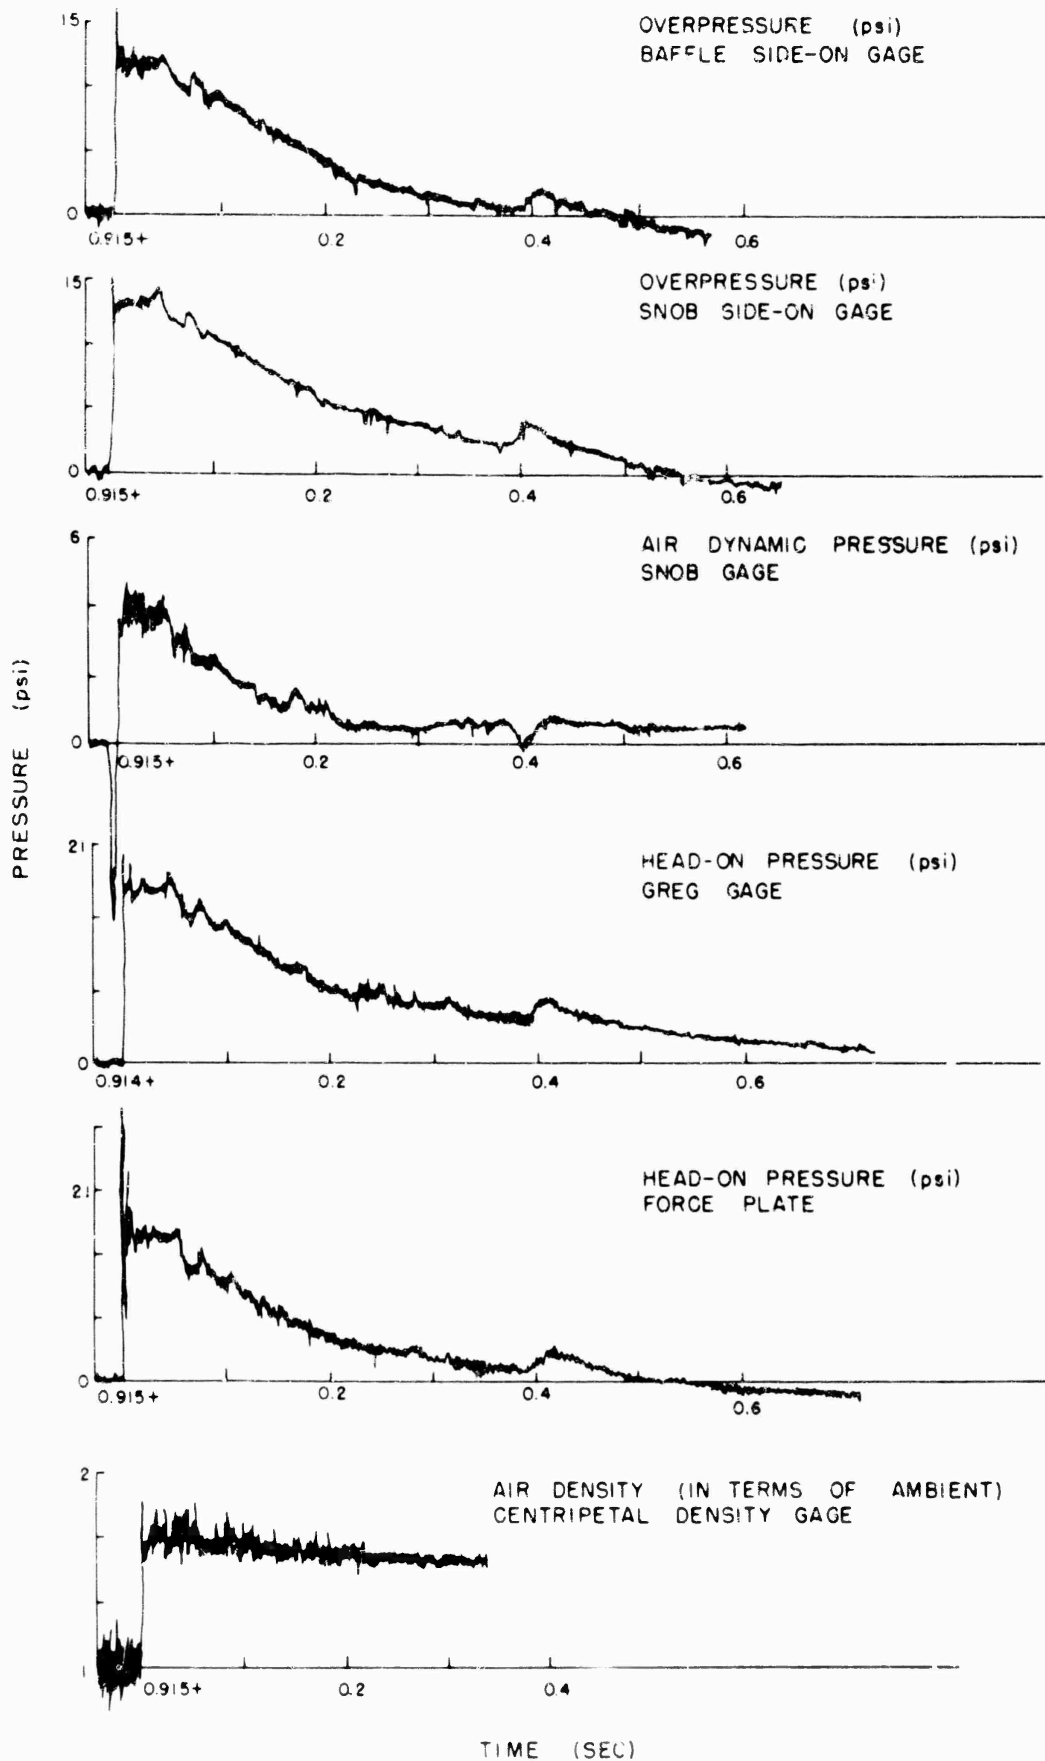 15
OVERPRESSURE (psi)
BAFFLE SIDE-ON GAGE
0
0.915+ 0.2 0.4 0.6
15
OVERPRESSURE (psi)
SNOB SIDE-ON GAGE
0
0.915+ 0.2 0.4 0.6
6
AIR DYNAMIC PRESSURE (psi)
SNOB GAGE
0
0.915+ 0.2 0.4 0.6
PRESSURE (psi)
21
HEAD-ON PRESSURE (psi)
GREG GAGE
0
0.914+ 0.2 0.4 0.6
21
HEAD-ON PRESSURE (psi)
FORCE PLATE
0
0.915+ 0.2 0.4 0.6
2
AIR DENSITY (IN TERMS OF AMBIENT)
CENTRIPETAL DENSITY GAGE
1
0.915+ 0.2 0.4
TIME (SEC)